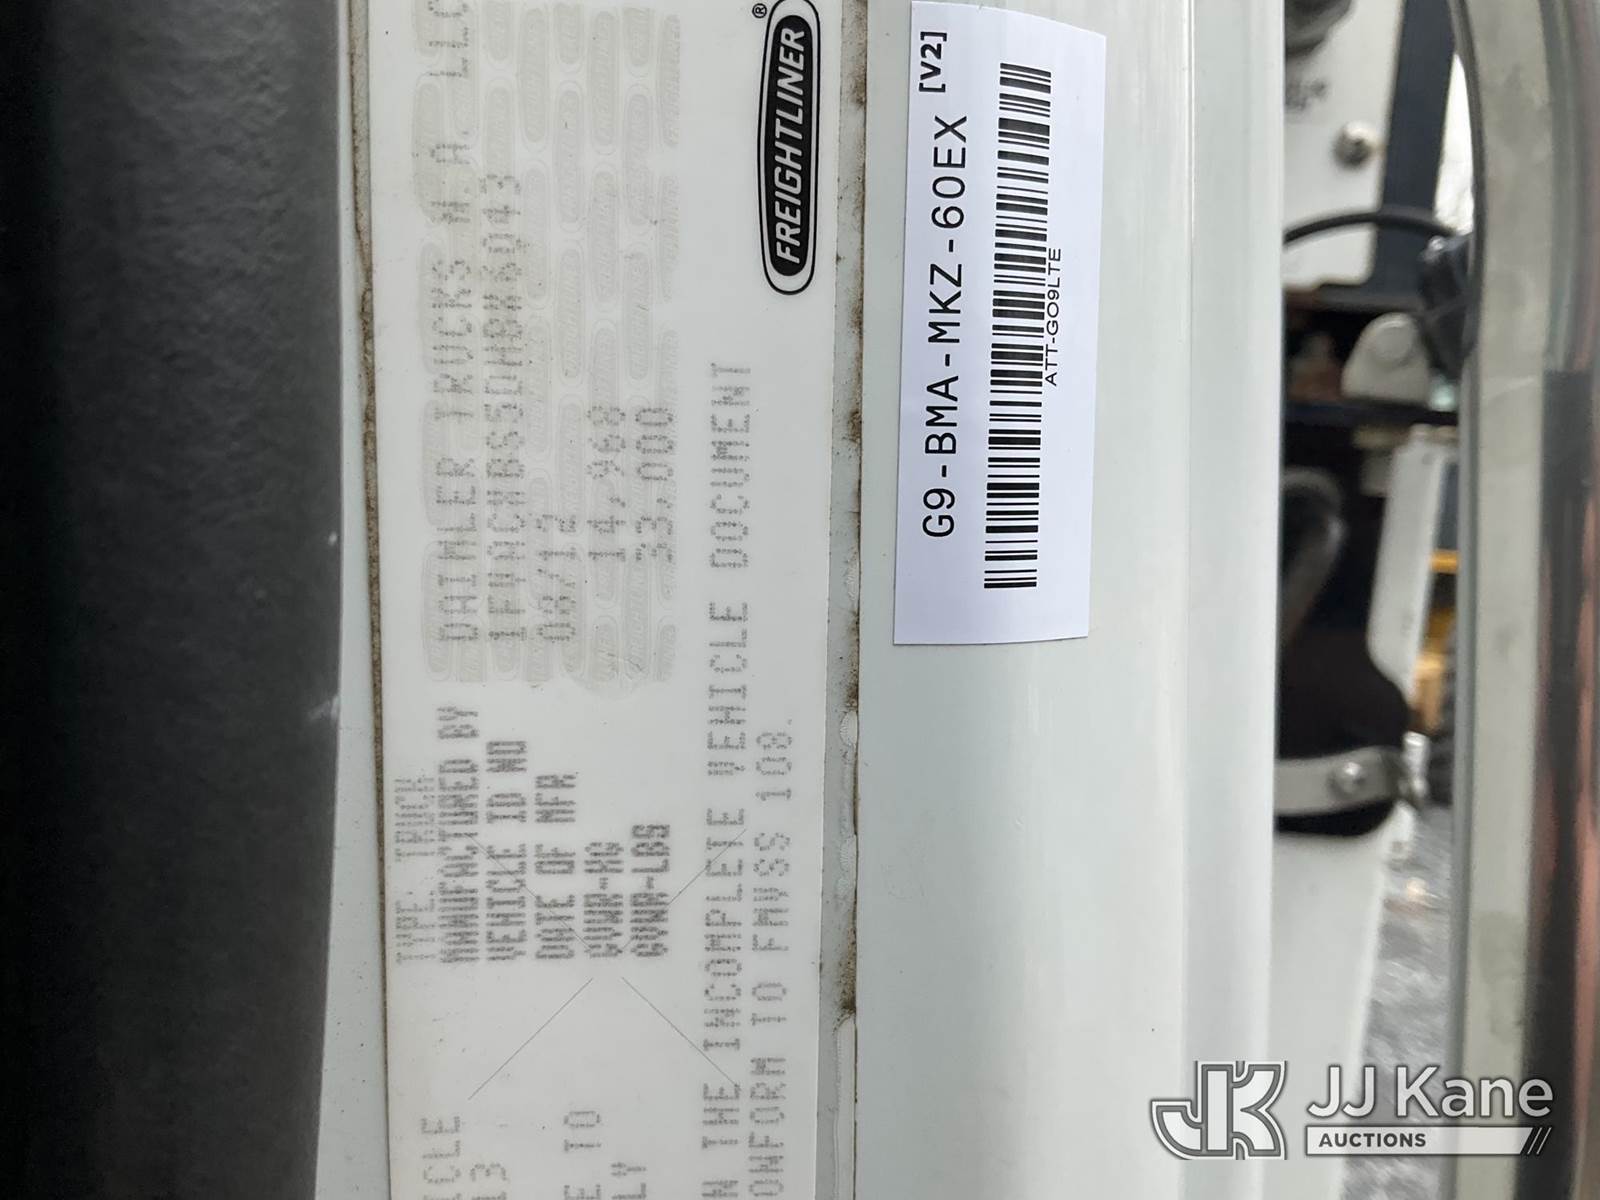 FREIGHTLINER®
TYPE: TRUCK
MANUFACTURED BY DAIMLER TRUCKS N.A. LLC
VEHICLE ID NO
DATE OF MFR 08/12
GVWR-KG 14,968
GVWR-LBS 33,000
N THE INCOMPLETE VEHICLE DOCUMENT
ONFORM TO FMVSS 108.
G9-BMA-MKZ-60EX [V2]
ATT-GO9LTE
JJ Kane
AUCTIONS